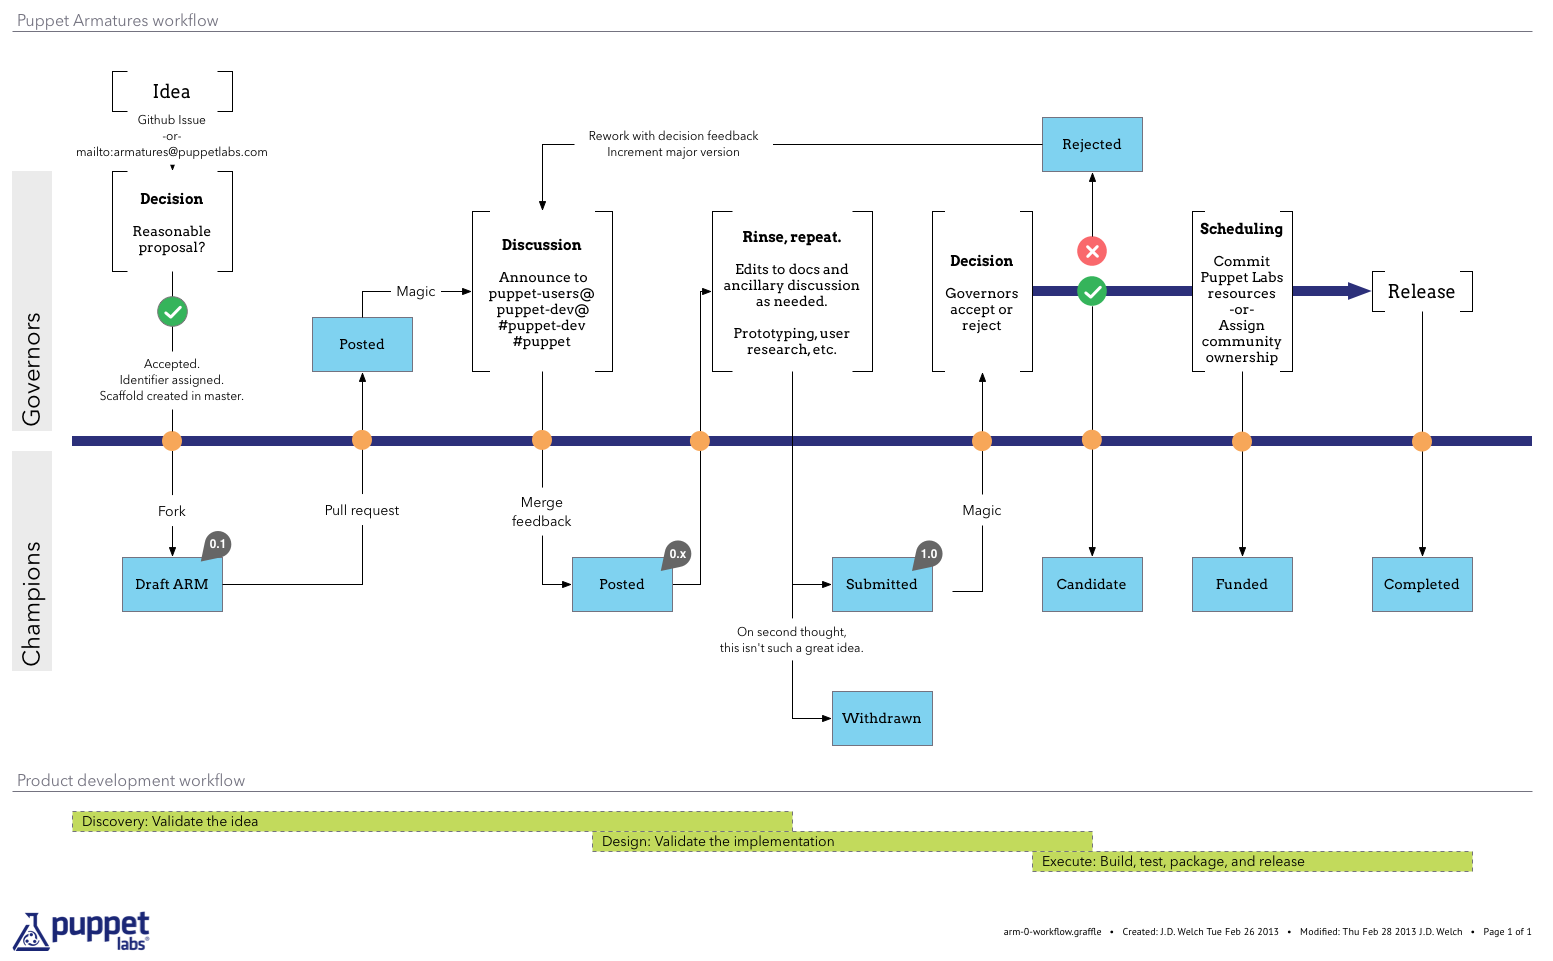 Puppet Armatures workflow
Idea
Github Issue
-or-
mailto:armatures@puppetlabs.com
Decision
Reasonable
proposal?
Accepted.
Identifier assigned.
Scaffold created in master.
Governors
Champions
Fork
Draft ARM
0.1
Pull request
Posted
Magic
Discussion
Announce to
puppet-users@
puppet-dev@
#puppet-dev
#puppet
Merge
feedback
Posted
0.x
Rinse, repeat.
Edits to docs and
ancillary discussion
as needed.
Prototyping, user
research, etc.
Submitted
1.0
On second thought,
this isn't such a great idea.
Withdrawn
Magic
Decision
Governors
accept or
reject
Rejected
Rework with decision feedback
Increment major version
Candidate
Scheduling
Commit
Puppet Labs
resources
-or-
Assign
community
ownership
Funded
Release
Completed
Product development workflow
Discovery: Validate the idea
Design: Validate the implementation
Execute: Build, test, package, and release
puppet
labs®
arm-0-workflow.graffle • Created: J.D. Welch Tue Feb 26 2013 • Modified: Thu Feb 28 2013 J.D. Welch • Page 1 of 1